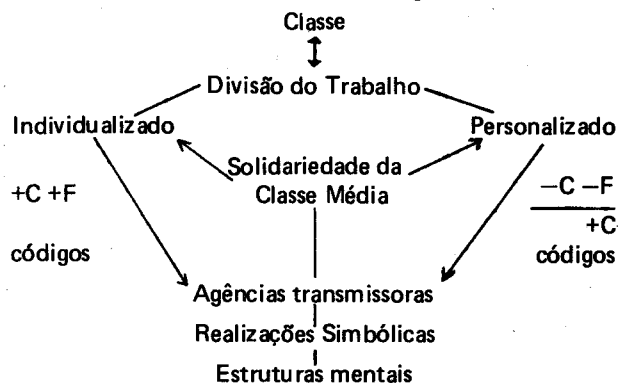 Classe
Divisão do Trabalho
Individualizado
Personalizado
Solidariedade da
Classe Média
+C +F
−C −F
+C
códigos
códigos
Agências transmissoras
Realizações Simbólicas
Estruturas mentais